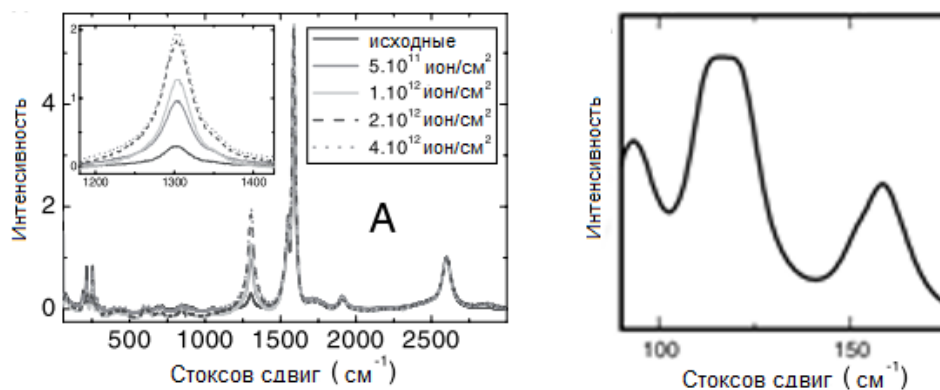 2
1
0
1200
1300
1400
исходные
5.10¹¹ ион/см²
1.10¹² ион/см²
2.10¹² ион/см²
4.10¹² ион/см²
A
4
2
0
500
1000
1500
2000
2500
Интенсивность
Стоксов сдвиг (см⁻¹)
Интенсивность
100
150
Стоксов сдвиг (см⁻¹)